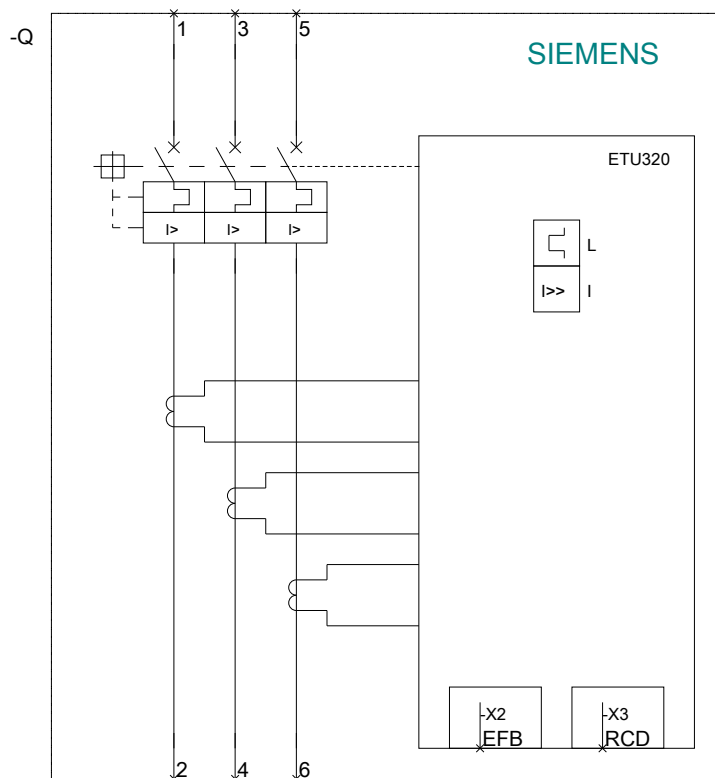 -Q
1 3 5
SIEMENS
ETU320
I> I> I>
L
I>> I
-X2
EFB
-X3
RCD
2 4 6